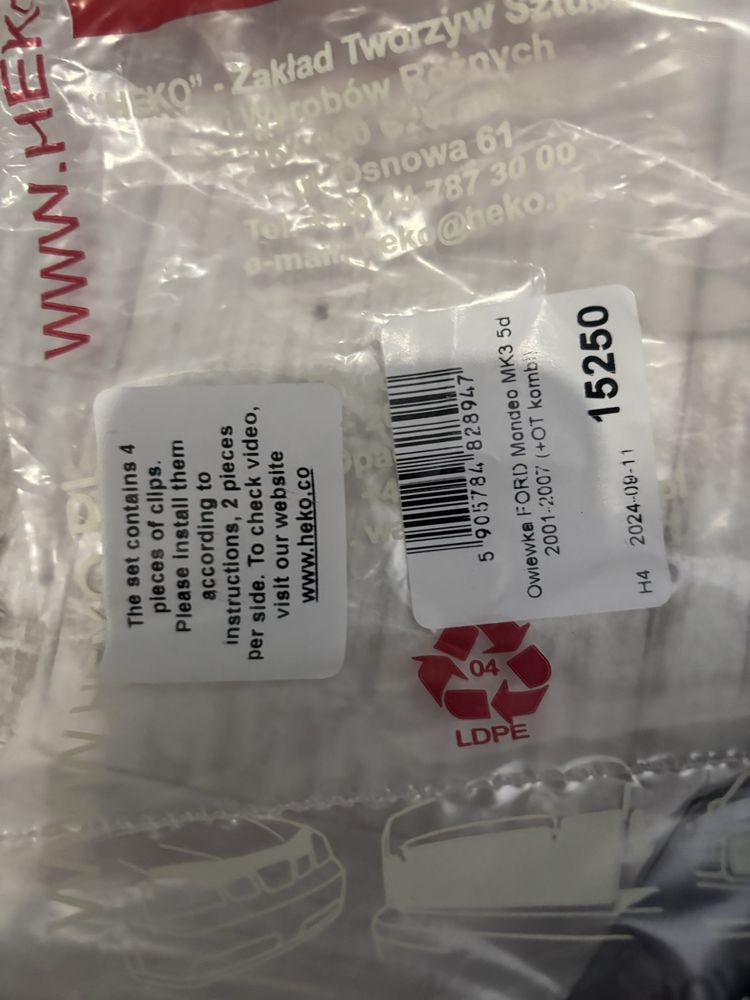 WWW.HEKO
"HEKO" - Zakład Tworzyw
i Wyrobów Różnych
ul. Osnowa 61
787 30 00
e-mail: heko@heko.pl
The set contains 4
pieces of clips.
Please install them
according to
instructions, 2 pieces
per side. To check video,
visit our website
www.heko.co
5 905784 828947
Owiewka FORD Mondeo MK3 5d
2001-2007 (+OT kombi)
15250
H4 2024-09-11
04
LDPE